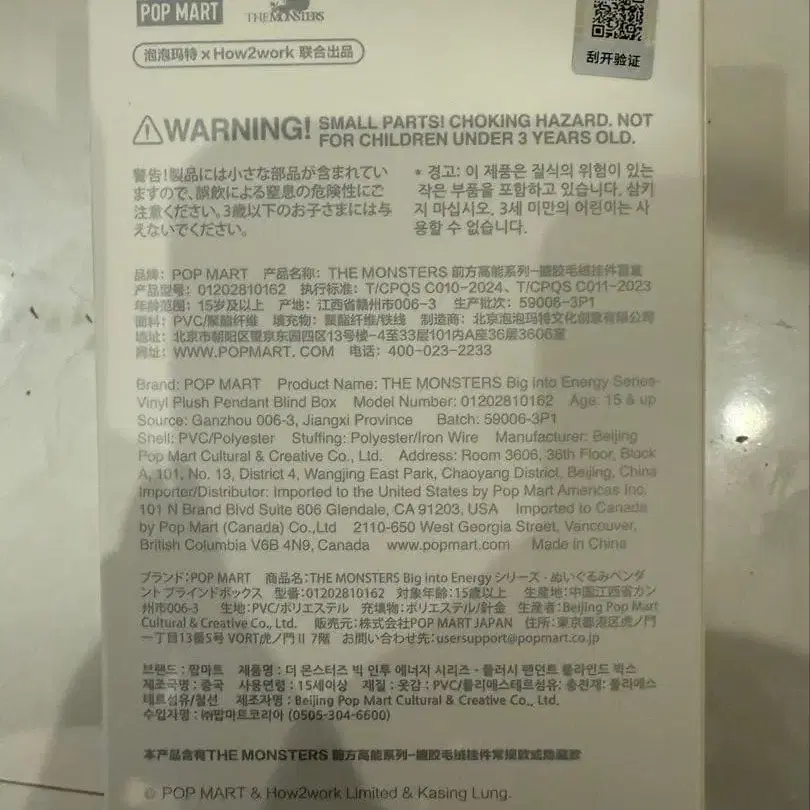 POP MART
THE MONSTERS
泡泡玛特 x How2work 联合出品
刮开验证
WARNING! SMALL PARTS! CHOKING HAZARD. NOT
FOR CHILDREN UNDER 3 YEARS OLD.
警告!製品には小さな部品が含まれてい
ますので、誤飲による窒息の危険性にご
注意ください。3歳以下のお子さまには与
えないでください。
* 경고: 이 제품은 질식의 위험이 있는
작은 부품을 포함하고 있습니다. 삼키
지 마십시오. 3세 미만의 어린이는 사
용할 수 없습니다.
品牌: POP MART 产品名称: THE MONSTERS 前方高能系列-搪胶毛绒挂件盲盒
产品型号: 01202810162 执行标准: T/CPQS C010-2024、T/CPQS C011-2023
年龄范围: 15岁及以上 产地: 江西省赣州市006-3 生产批次: 59006-3P1
面料: PVC/聚酯纤维 填充物: 聚酯纤维/铁线 制造商: 北京泡泡玛特文化创意有限公司
地址: 北京市朝阳区望京东园四区13号楼-4至33层101内A座36层3606室
网址: WWW.POPMART.COM 电话: 400-023-2233
Brand: POP MART Product Name: THE MONSTERS Big into Energy Series-
Vinyl Plush Pendant Blind Box Model Number: 01202810162 Age: 15 & up
Source: Ganzhou 006-3, Jiangxi Province Batch: 59006-3P1
Shell: PVC/Polyester Stuffing: Polyester/Iron Wire Manufacturer: Beijing
Pop Mart Cultural & Creative Co., Ltd. Address: Room 3606, 36th Floor, Block
A, 101, No. 13, District 4, Wangjing East Park, Chaoyang District, Beijing, China
Importer/Distributor: Imported to the United States by Pop Mart Americas Inc.
101 N Brand Blvd Suite 606 Glendale, CA 91203, USA Imported to Canada
by Pop Mart (Canada) Co.,Ltd 2110-650 West Georgia Street, Vancouver,
British Columbia V6B 4N9, Canada www.popmart.com Made in China
ブランド:POP MART 商品名:THE MONSTERS Big into Energy シリーズ - ぬいぐるみペンダ
ント ブラインドボックス 型番:01202810162 対象年齢:15歳以上 生産地:中国江西省カン
州市006-3 生地:PVC/ポリエステル 充填物:ポリエステル/針金 生産者:Beijing Pop Mart
Cultural & Creative Co., Ltd. 販売元:株式会社POP MART JAPAN 住所:東京都港区虎ノ門
一丁目13番5号 VORT虎ノ門Ⅱ 7階 お問い合わせ先:usersupport@popmart.co.jp
브랜드 : 팝마트 제품명 : 더 몬스터즈 빅 인투 에너지 시리즈 - 플러시 팬던트 블라인드 박스
제조국명 : 중국 사용연령 : 15세이상 재질 : 겉감 : PVC/폴리에스테르섬유; 충전재: 폴리에스
테르섬유/철선 제조자명 : Beijing Pop Mart Cultural & Creative Co., Ltd.
수입자명 : ㈜팝마트코리아 (0505-304-6600)
本产品含有THE MONSTERS 前方高能系列-搪胶毛绒挂件常规款或隐藏款
© POP MART & How2work Limited & Kasing Lung.